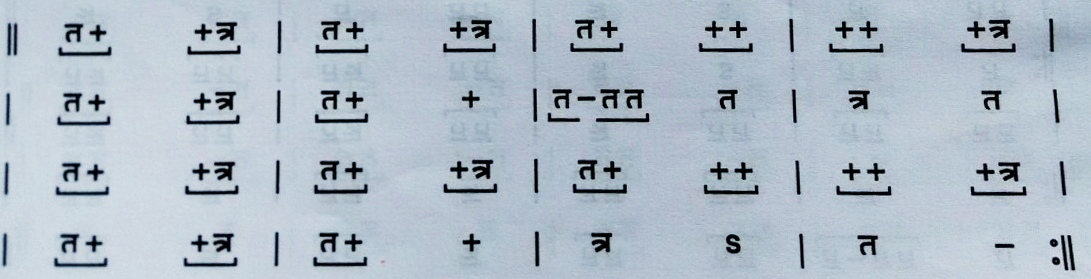 ‖ त+ +त्र | त+ +त्र | त+ ++ | ++ +त्र |
| त+ +त्र | त+ + | त-तत त | त्र त |
| त+ +त्र | त+ +त्र | त+ ++ | ++ +त्र |
| त+ +त्र | त+ + | त्र S | त - :‖